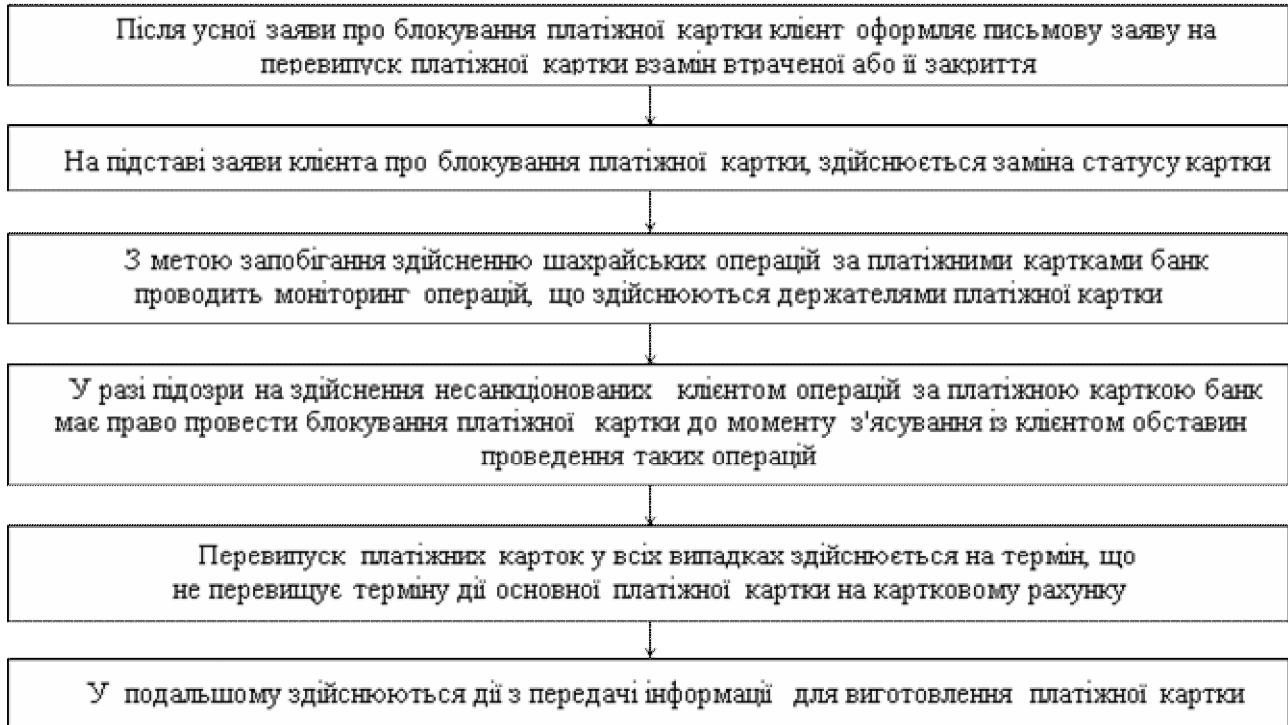 Після усної заяви про блокування платіжної картки клієнт оформляє письмову заяву на
перевипуск платіжної картки взамін втраченої або її закриття
На підставі заяви клієнта про блокування платіжної картки, здійснюється заміна статусу картки
З метою запобігання здійсненню шахрайських операцій за платіжними картками банк
проводить моніторинг операцій, що здійснюються держателями платіжної картки
У разі підозри на здійснення несанкціонованих клієнтом операцій за платіжною карткою банк
має право провести блокування платіжної картки до моменту з'ясування із клієнтом обставин
проведення таких операцій
Перевипуск платіжних карток у всіх випадках здійснюється на термін, що
не перевищує терміну дії основної платіжної картки на картковому рахунку
У подальшому здійснюються дії з передачі інформації для виготовлення платіжної картки